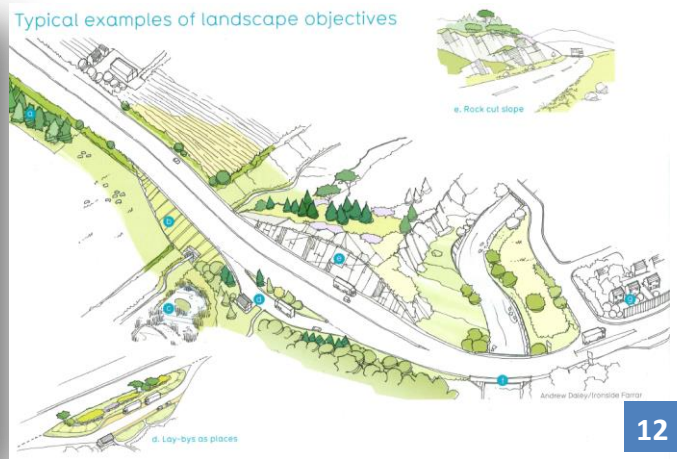 Typical examples of landscape objectives
e. Rock cut slope
a
b
e
c
d
g
f
Andrew Daley/Ironside Farrar
d. Lay-bys as places
12